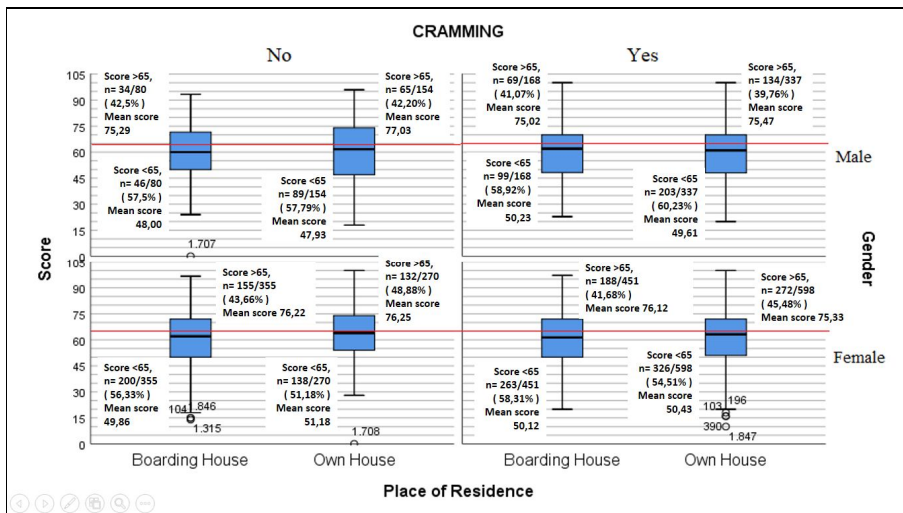 CRAMMING
No
Yes
Score >65,
n= 34/80
( 42,5%)
Mean score
75,29
Score >65,
n= 65/154
( 42,20%)
Mean score
77,03
Score >65,
n= 69/168
( 41,07%)
Mean score
75,02
Score >65,
n= 134/337
( 39,76%)
Mean score
75,47
105
90
75
60
45
30
15
0
Score <65
n= 46/80
( 57,5%)
Mean score
48,00
Score <65
n= 89/154
( 57,79%)
Mean score
47,93
Score <65
n= 99/168
( 58,92%)
Mean score
50,23
Score <65
n= 203/337
( 60,23%)
Mean score
49,61
1.707
Male
Score
Gender
Score >65,
n= 155/355
( 43,66%)
Mean score 76,22
Score >65,
n= 132/270
( 48,88%)
Mean score
76,25
Score >65,
n= 188/451
( 41,68%)
Mean score 76,12
Score >65,
n= 272/598
( 45,48%)
Mean score 75,33
105
90
75
60
45
30
15
0
Score <65,
n= 200/355
( 56,33%)
Mean score
49,86
Score <65,
n= 138/270
( 51,18%)
Mean score
51,18
Score <65
n= 263/451
( 58,31%)
Mean score
50,12
Score <65
n= 326/598
( 54,51%)
Mean score
50,43
1.846
1.315
1.708
103
196
390
1.847
Female
Boarding House
Own House
Boarding House
Own House
Place of Residence